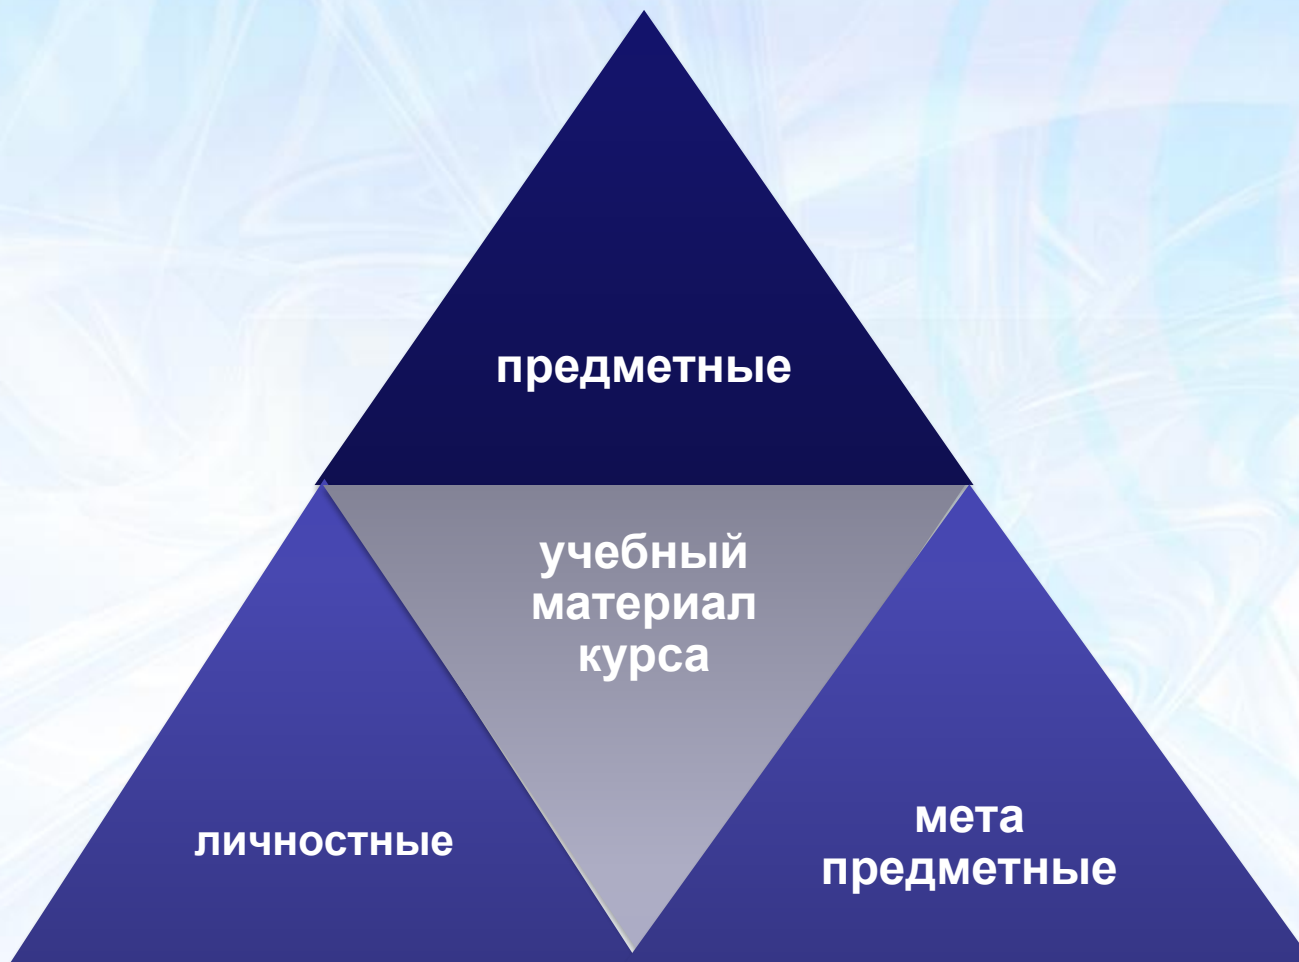 предметные
учебный
материал
курса
личностные
мета
предметные